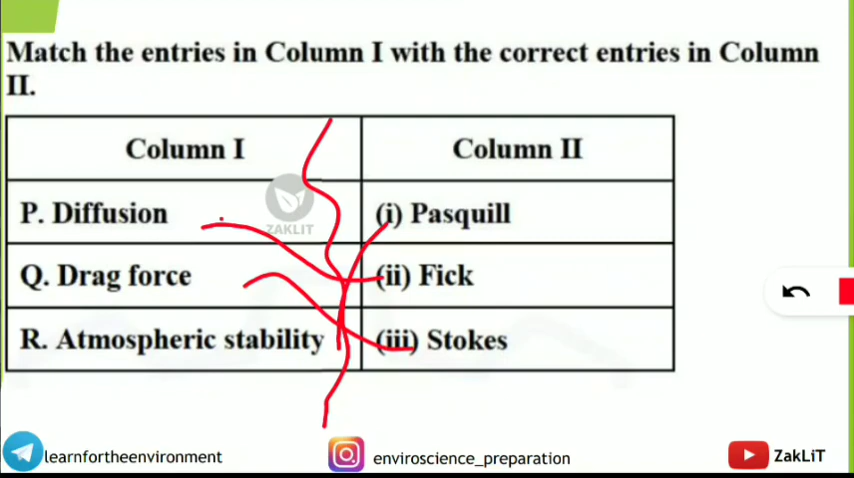 Match the entries in Column I with the correct entries in Column
II.
Column I Column II
P. Diffusion (i) Pasquill
ZAKLIT
Q. Drag force (ii) Fick
R. Atmospheric stability (iii) Stokes
learnfortheenvironment enviroscience_preparation ZakLiT